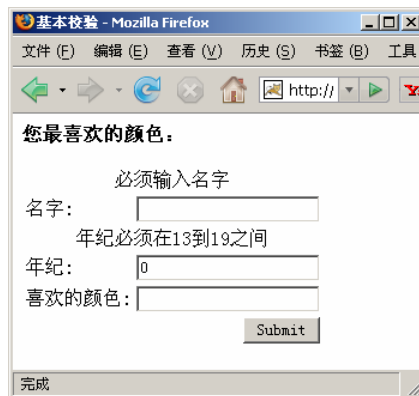 基本校验 - Mozilla Firefox
文件 (F) 编辑 (E) 查看 (V) 历史 (S) 书签 (B) 工具
http://
您最喜欢的颜色：
必须输入名字
名字:
年纪必须在13到19之间
年纪: 0
喜欢的颜色:
Submit
完成